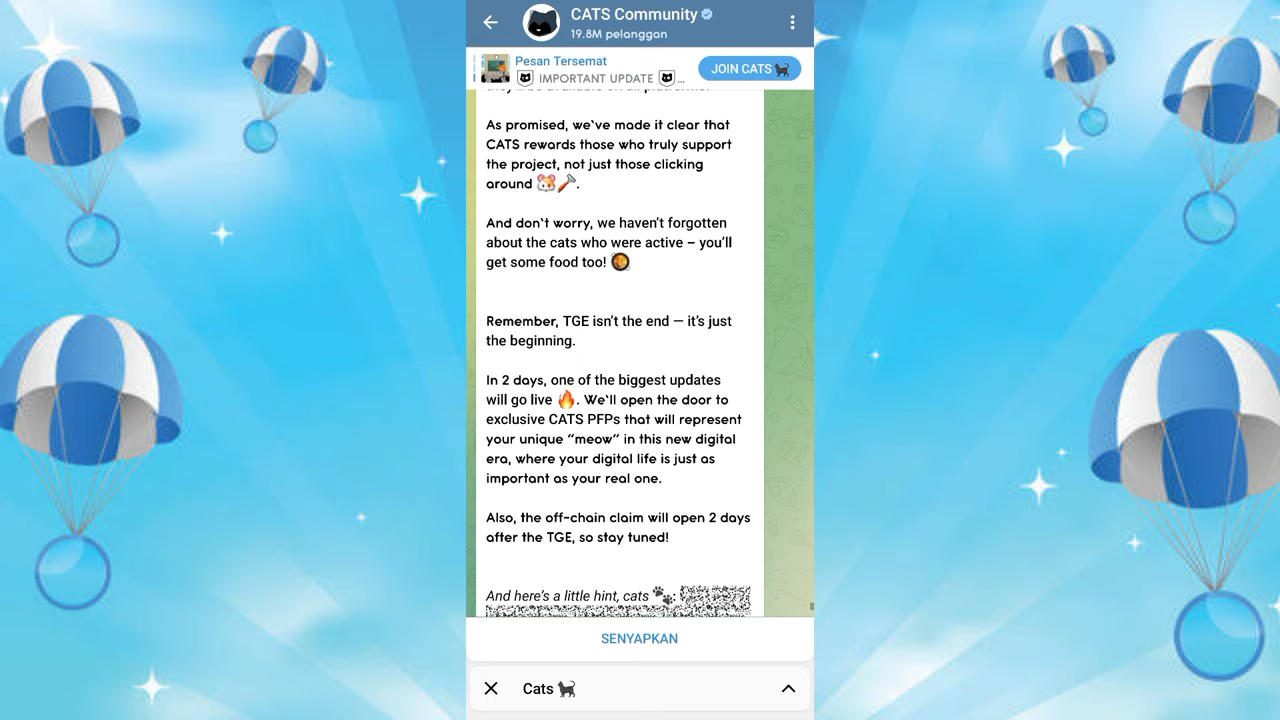 CATS Community
19.8M pelanggan
Pesan Tersemat
IMPORTANT UPDATE ...
JOIN CATS 🐈‍⬛
As promised, we've made it clear that
CATS rewards those who truly support
the project, not just those clicking
around 🐹🔨.
And don't worry, we haven't forgotten
about the cats who were active – you'll
get some food too! 🥘
Remember, TGE isn't the end — it's just
the beginning.
In 2 days, one of the biggest updates
will go live 🔥. We'll open the door to
exclusive CATS PFPs that will represent
your unique "meow" in this new digital
era, where your digital life is just as
important as your real one.
Also, the off-chain claim will open 2 days
after the TGE, so stay tuned!
And here's a little hint, cats 🐾:
SENYAPKAN
Cats 🐈‍⬛